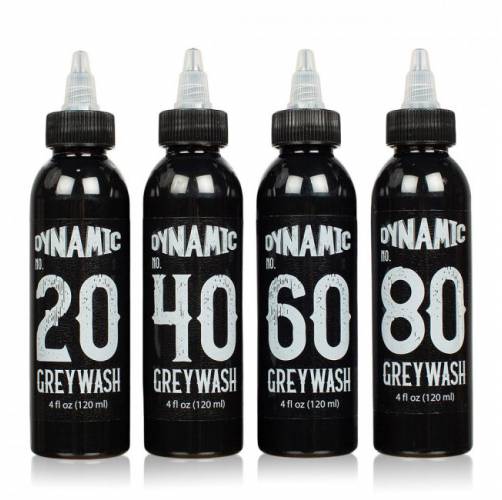 DYNAMIC
no.
20
GREYWASH
4 fl oz (120 ml)
DYNAMIC
no.
40
GREYWASH
4 fl oz (120 ml)
DYNAMIC
no.
60
GREYWASH
4 fl oz (120 ml)
DYNAMIC
no.
80
GREYWASH
4 fl oz (120 ml)